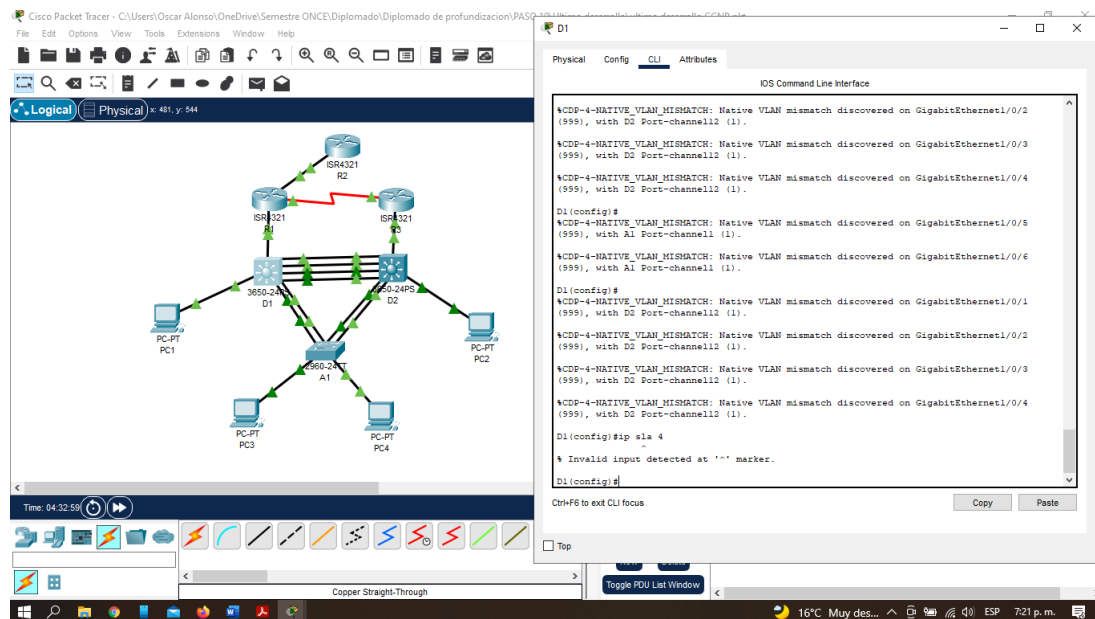 Cisco Packet Tracer - C:\Users\Oscar Alonso\OneDrive\Semestre ONCE\Diplomado\Diplomado de profundizacion\PASO
File Edit Options View Tools Extensions Window Help
Logical Physical x: 481, y: 544
ISR4321
R2
ISR4321
R1
ISR4321
R3
3650-24PS
D1
3650-24PS
D2
PC-PT
PC1
PC-PT
PC2
2960-24TT
A1
PC-PT
PC3
PC-PT
PC4
Time: 04:32:59
Copper Straight-Through
Toggle PDU List Window
D1
Physical Config CLI Attributes
IOS Command Line Interface
%CDP-4-NATIVE_VLAN_MISMATCH: Native VLAN mismatch discovered on GigabitEthernet1/0/2
(999), with D2 Port-channel12 (1).
%CDP-4-NATIVE_VLAN_MISMATCH: Native VLAN mismatch discovered on GigabitEthernet1/0/3
(999), with D2 Port-channel12 (1).
%CDP-4-NATIVE_VLAN_MISMATCH: Native VLAN mismatch discovered on GigabitEthernet1/0/4
(999), with D2 Port-channel12 (1).
D1(config)#
%CDP-4-NATIVE_VLAN_MISMATCH: Native VLAN mismatch discovered on GigabitEthernet1/0/5
(999), with A1 Port-channel1 (1).
%CDP-4-NATIVE_VLAN_MISMATCH: Native VLAN mismatch discovered on GigabitEthernet1/0/6
(999), with A1 Port-channel1 (1).
D1(config)#
%CDP-4-NATIVE_VLAN_MISMATCH: Native VLAN mismatch discovered on GigabitEthernet1/0/1
(999), with D2 Port-channel12 (1).
%CDP-4-NATIVE_VLAN_MISMATCH: Native VLAN mismatch discovered on GigabitEthernet1/0/2
(999), with D2 Port-channel12 (1).
%CDP-4-NATIVE_VLAN_MISMATCH: Native VLAN mismatch discovered on GigabitEthernet1/0/3
(999), with D2 Port-channel12 (1).
%CDP-4-NATIVE_VLAN_MISMATCH: Native VLAN mismatch discovered on GigabitEthernet1/0/4
(999), with D2 Port-channel12 (1).
D1(config)#ip sla 4
^
% Invalid input detected at '^' marker.
D1(config)#
Ctrl+F6 to exit CLI focus
Copy Paste
Top
16°C Muy des... ESP 7:21 p. m.